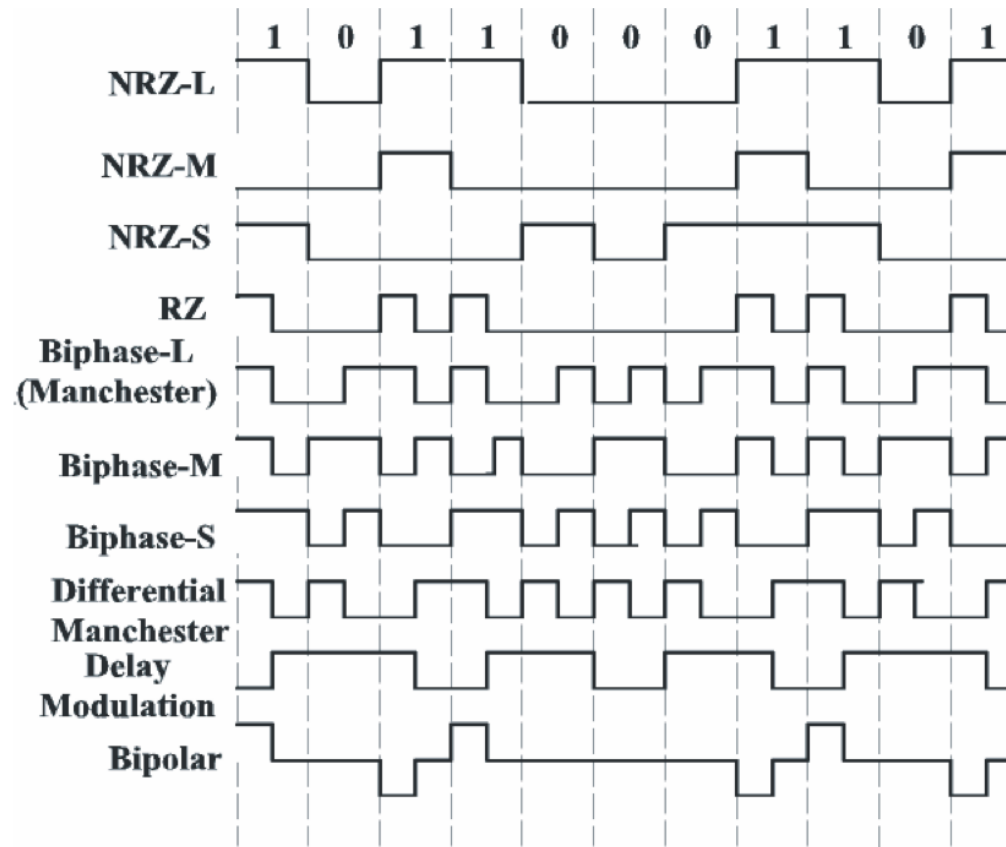 1 0 1 1 0 0 0 1 1 0 1
NRZ-L
NRZ-M
NRZ-S
RZ
Biphase-L
(Manchester)
Biphase-M
Biphase-S
Differential
Manchester
Delay
Modulation
Bipolar